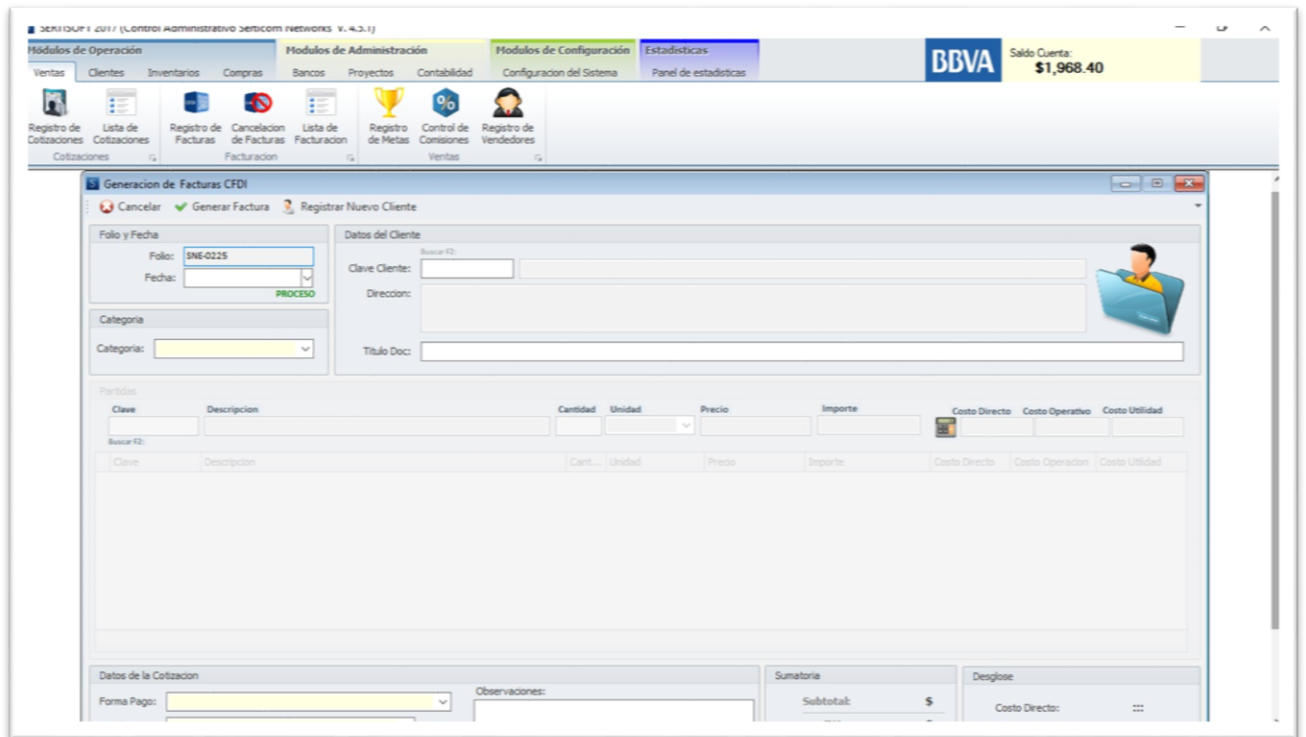 SERTISOFT 2017 (Control Administrativo Serticom Networks V. 4.5.1)
Módulos de Operación Modulos de Administración Modulos de Configuración Estadisticas
Ventas Clientes Inventarios Compras Bancos Proyectos Contabilidad Configuracion del Sistema Panel de estadisticas
BBVA Saldo Cuenta:
$1,968.40
Registro de Cotizaciones Lista de Cotizaciones Registro de Facturas Cancelacion de Facturas Lista de Facturacion Registro de Metas Control de Comisiones Registro de Vendedores
Cotizaciones Facturacion Ventas
Generacion de Facturas CFDI
Cancelar Generar Factura Registrar Nuevo Cliente
Folio y Fecha
Folio: SNE-0225
Fecha:
PROCESO
Datos del Cliente
Buscar F2:
Clave Cliente:
Direccion:
Titulo Doc:
Categoria
Categoria:
Partidas
Clave Descripcion Cantidad Unidad Precio Importe Costo Directo Costo Operativo Costo Utilidad
Buscar F2:
Clave Descripcion Cant... Unidad Precio Importe Costo Directo Costo Operacion Costo Utilidad
Datos de la Cotizacion
Forma Pago:
Observaciones:
Sumatoria
Subtotal: $
Desglose
Costo Directo: :::